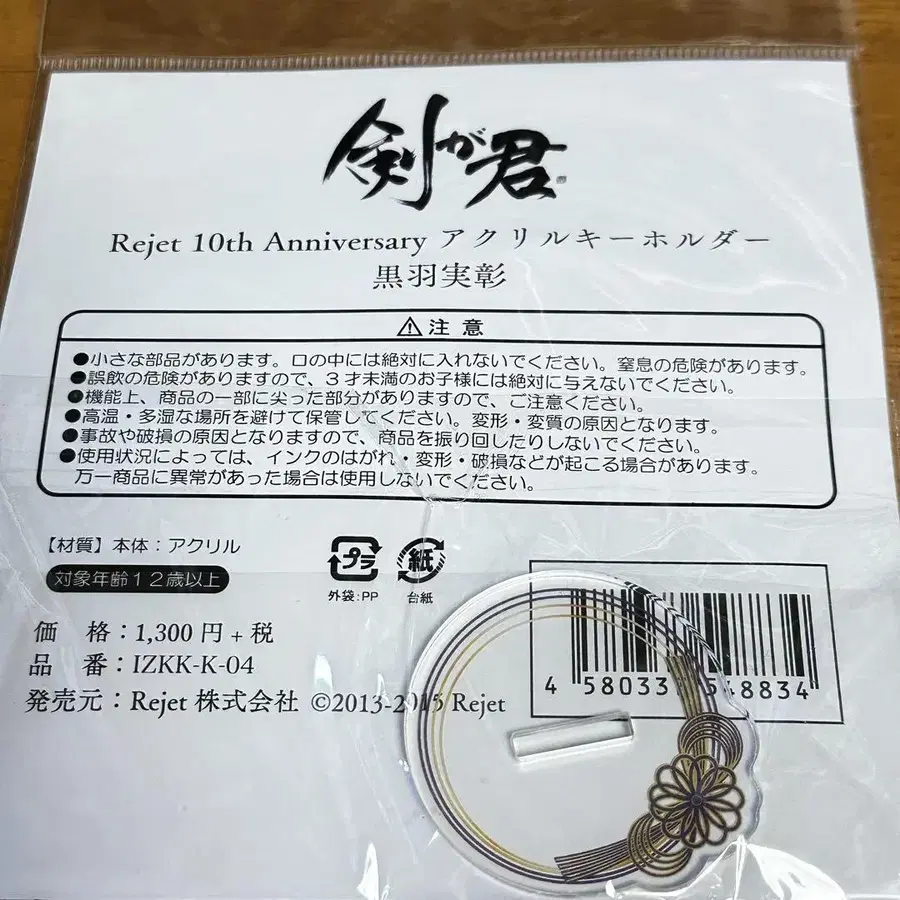 剣が君
Rejet 10th Anniversary アクリルキーホルダー
黒羽実彰
⚠注 意
●小さな部品があります。口の中には絶対に入れないでください。窒息の危険があります。
●誤飲の危険がありますので、3才未満のお子様には絶対に与えないでください。
●機能上、商品の一部に尖った部分がありますので、ご注意ください。
●高温・多湿な場所を避けて保管してください。変形・変質の原因となります。
●事故や破損の原因となりますので、商品を振り回したりしないでください。
●使用状況によっては、インクのはがれ・変形・破損などが起こる場合があります。
万一商品に異常があった場合は使用しないでください。
【材質】本体：アクリル
対象年齢12歳以上
プラ 紙
外袋：PP 台紙
価 格：1,300 円 + 税
品 番：IZKK-K-04
発売元：Rejet 株式会社 ©2013-2015 Rejet
4 58033 548834